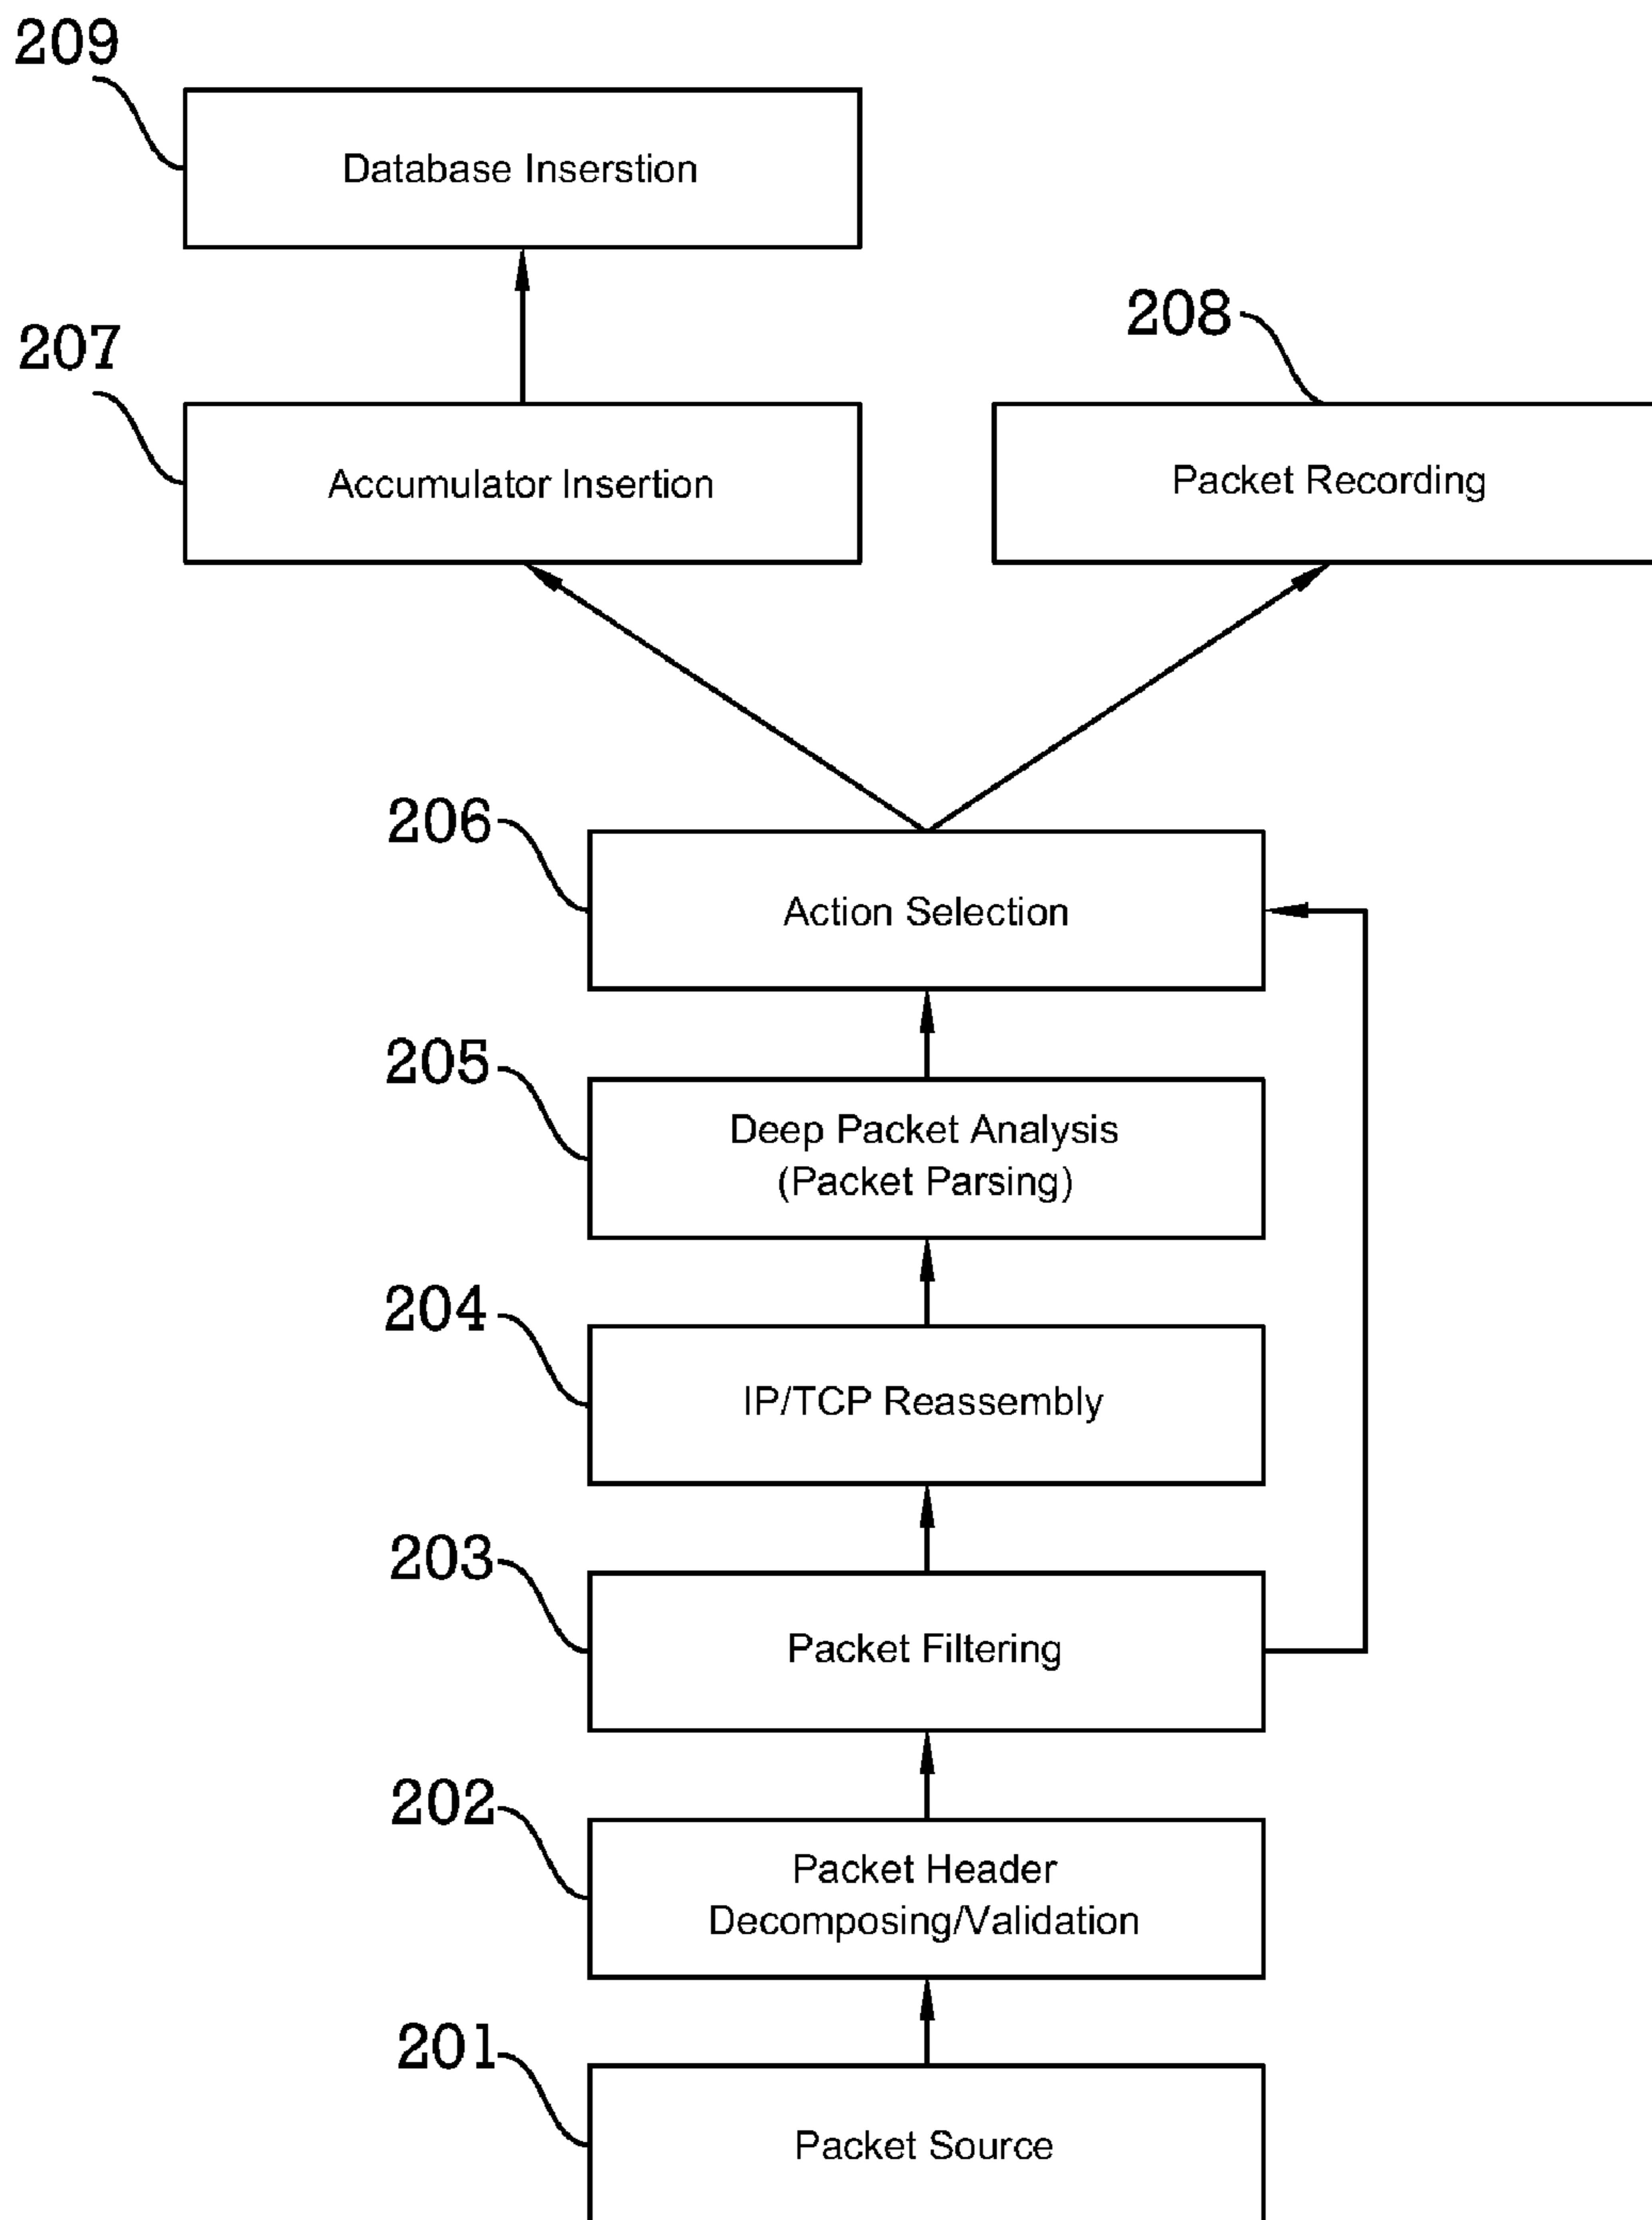 209
Database Inserstion
207
Accumulator Insertion
208
Packet Recording
206
Action Selection
205
Deep Packet Analysis
(Packet Parsing)
204
IP/TCP Reassembly
203
Packet Filtering
202
Packet Header
Decomposing/Validation
201
Packet Source